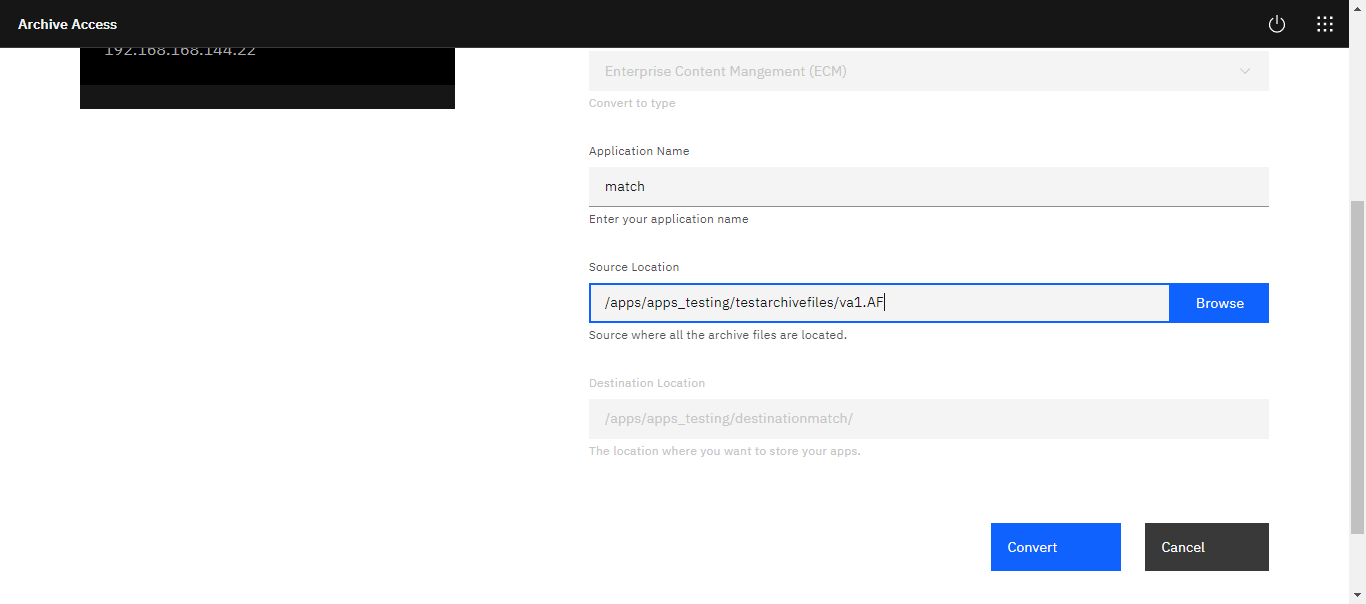 Archive Access
192.168.168.144.22
Enterprise Content Mangement (ECM)
Convert to type
Application Name
match
Enter your application name
Source Location
/apps/apps_testing/testarchivefiles/va1.AF
Browse
Source where all the archive files are located.
Destination Location
/apps/apps_testing/destinationmatch/
The location where you want to store your apps.
Convert
Cancel